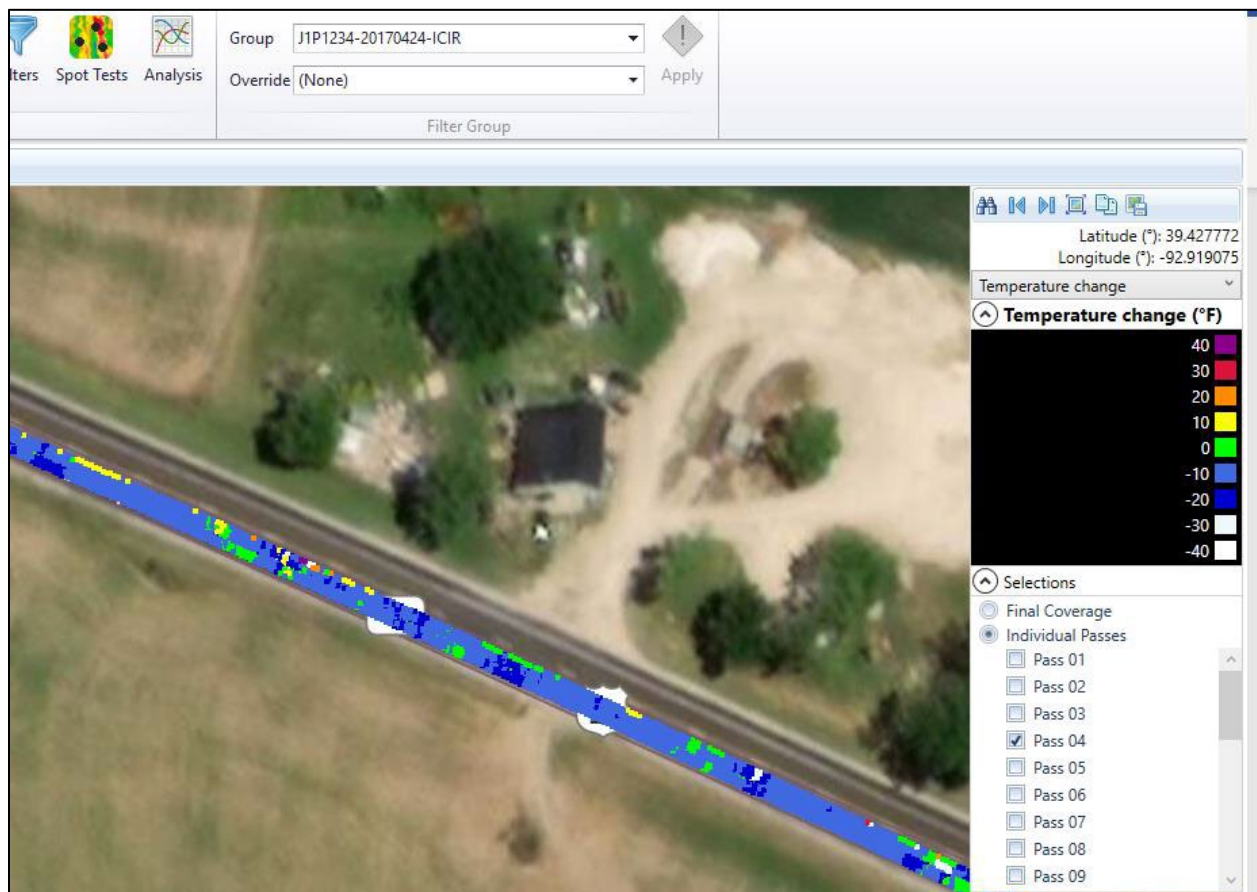 Group J1P1234-20170424-ICIR
lters Spot Tests Analysis
Override (None)
Apply
Filter Group
Latitude (°): 39.427772
Longitude (°): -92.919075
Temperature change
Temperature change (°F)
40
30
20
10
0
-10
-20
-30
-40
Selections
Final Coverage
Individual Passes
Pass 01
Pass 02
Pass 03
Pass 04
Pass 05
Pass 06
Pass 07
Pass 08
Pass 09